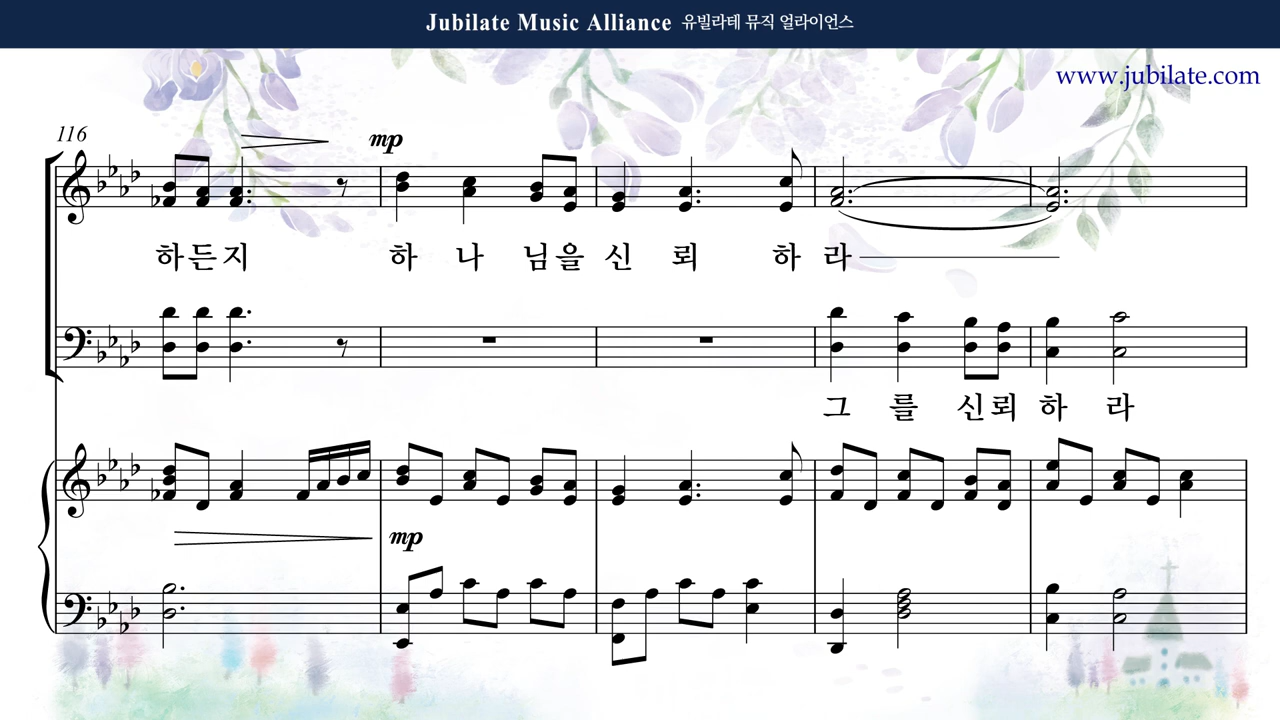 Jubilate Music Alliance 유빌라테 뮤직 얼라이언스
www.jubilate.com
116
mp
하든지 하 나 님을 신 뢰 하 라
그 를 신뢰 하 라
mp